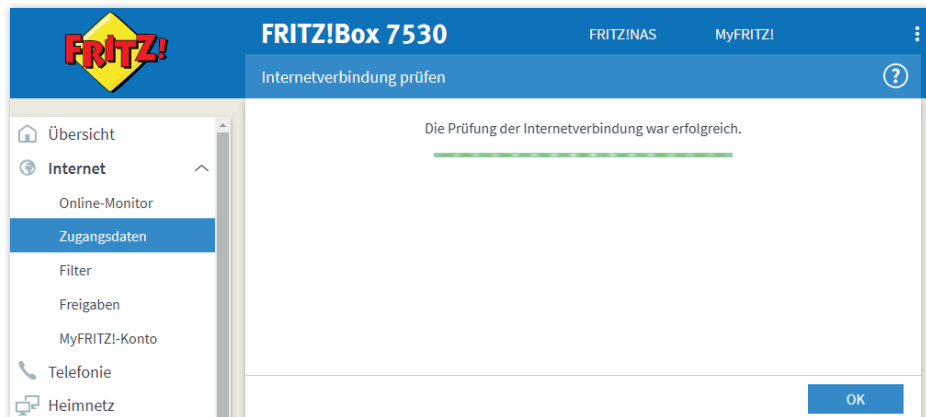 FRITZ!
FRITZ!Box 7530
FRITZ!NAS
MyFRITZ!
Internetverbindung prüfen
?
Übersicht
Internet
Online-Monitor
Zugangsdaten
Filter
Freigaben
MyFRITZ!-Konto
Telefonie
Heimnetz
Die Prüfung der Internetverbindung war erfolgreich.
OK